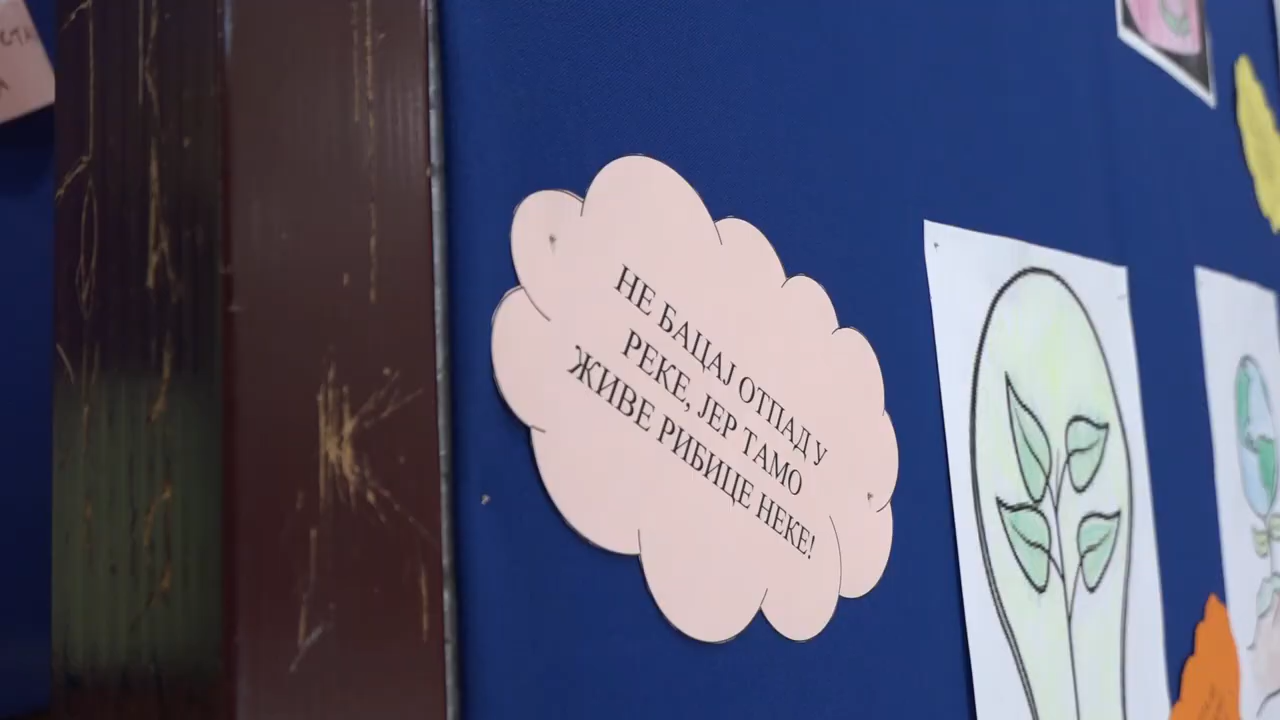 НЕ БАЦАЈ ОТПАД У
РЕКЕ, ЈЕР ТАМО
ЖИВЕ РИБИЦЕ НЕКЕ!